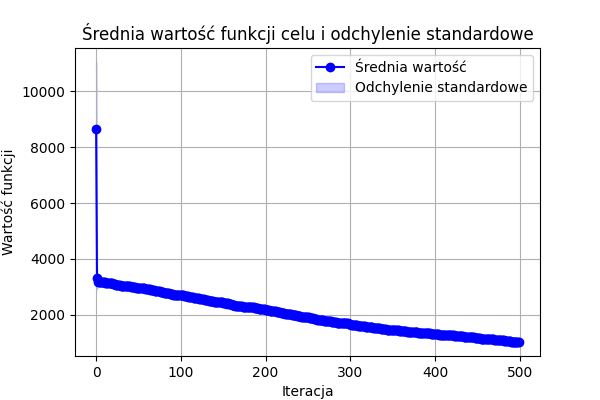 Średnia wartość funkcji celu i odchylenie standardowe
Średnia wartość
Odchylenie standardowe
Wartość funkcji
10000
8000
6000
4000
2000
0 100 200 300 400 500
Iteracja